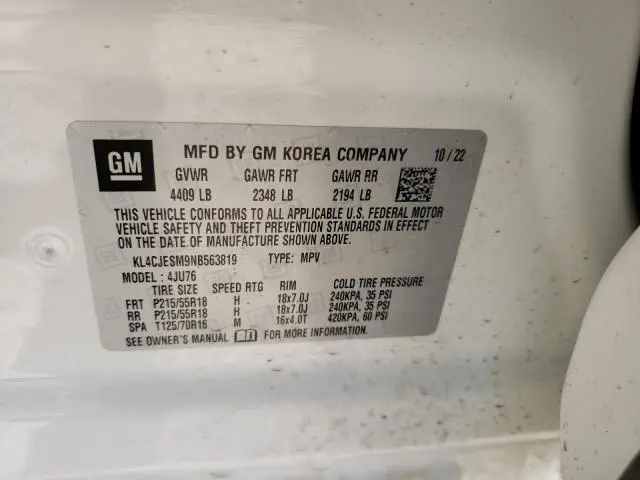 GM MFD BY GM KOREA COMPANY 10/22
GVWR GAWR FRT GAWR RR
4409 LB 2348 LB 2194 LB
THIS VEHICLE CONFORMS TO ALL APPLICABLE U.S. FEDERAL MOTOR
VEHICLE SAFETY AND THEFT PREVENTION STANDARDS IN EFFECT
ON THE DATE OF MANUFACTURE SHOWN ABOVE.
KL4CJESM9NB563819 TYPE: MPV
MODEL: 4JU76
TIRE SIZE SPEED RTG RIM COLD TIRE PRESSURE
FRT P215/55R18 H 18x7.0J 240KPA, 35 PSI
RR P215/55R18 H 18x7.0J 240KPA, 35 PSI
SPA T125/70R16 M 16x4.0T 420KPA, 60 PSI
SEE OWNER'S MANUAL FOR MORE INFORMATION.